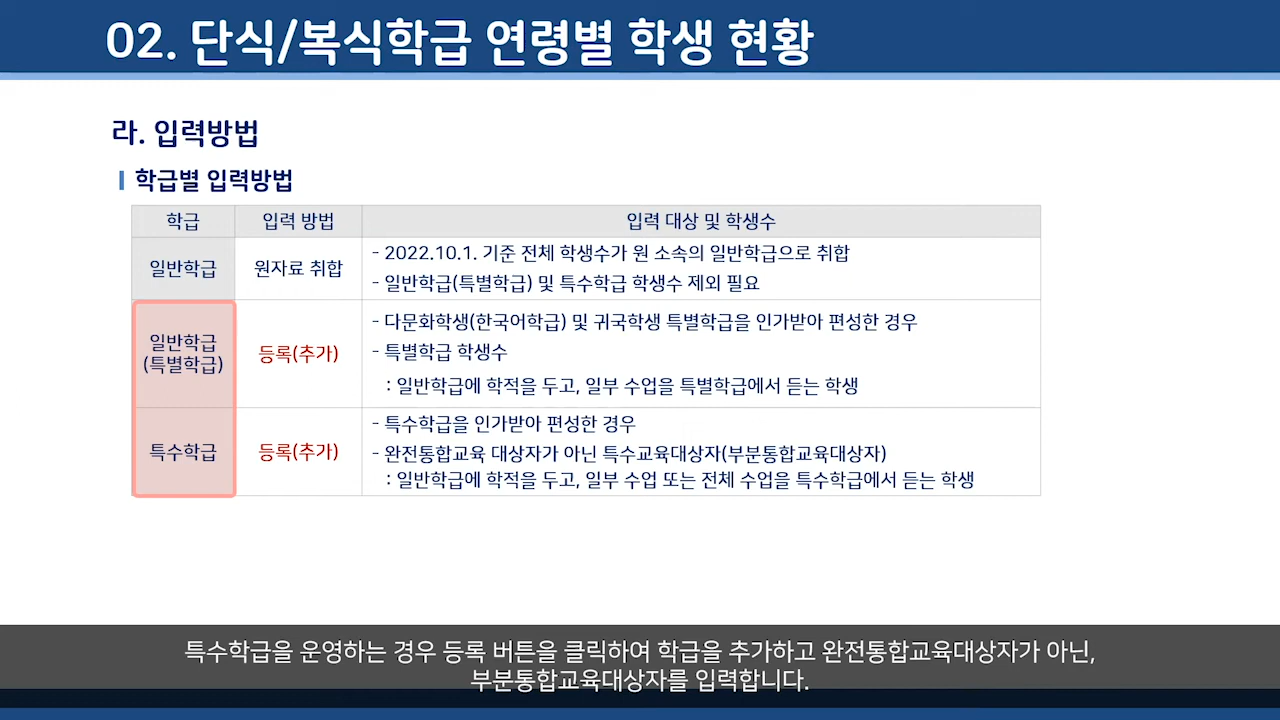 02. 단식/복식학급 연령별 학생 현황
라. 입력방법
학급별 입력방법
학급
입력 방법
입력 대상 및 학생수
일반학급
원자료 취합
- 2022.10.1. 기준 전체 학생수가 원 소속의 일반학급으로 취합
- 일반학급(특별학급) 및 특수학급 학생수 제외 필요
일반학급
(특별학급)
등록(추가)
- 다문화학생(한국어학급) 및 귀국학생 특별학급을 인가받아 편성한 경우
- 특별학급 학생수
: 일반학급에 학적을 두고, 일부 수업을 특별학급에서 듣는 학생
특수학급
등록(추가)
- 특수학급을 인가받아 편성한 경우
- 완전통합교육 대상자가 아닌 특수교육대상자(부분통합교육대상자)
: 일반학급에 학적을 두고, 일부 수업 또는 전체 수업을 특수학급에서 듣는 학생
특수학급을 운영하는 경우 등록 버튼을 클릭하여 학급을 추가하고 완전통합교육대상자가 아닌,
부분통합교육대상자를 입력합니다.